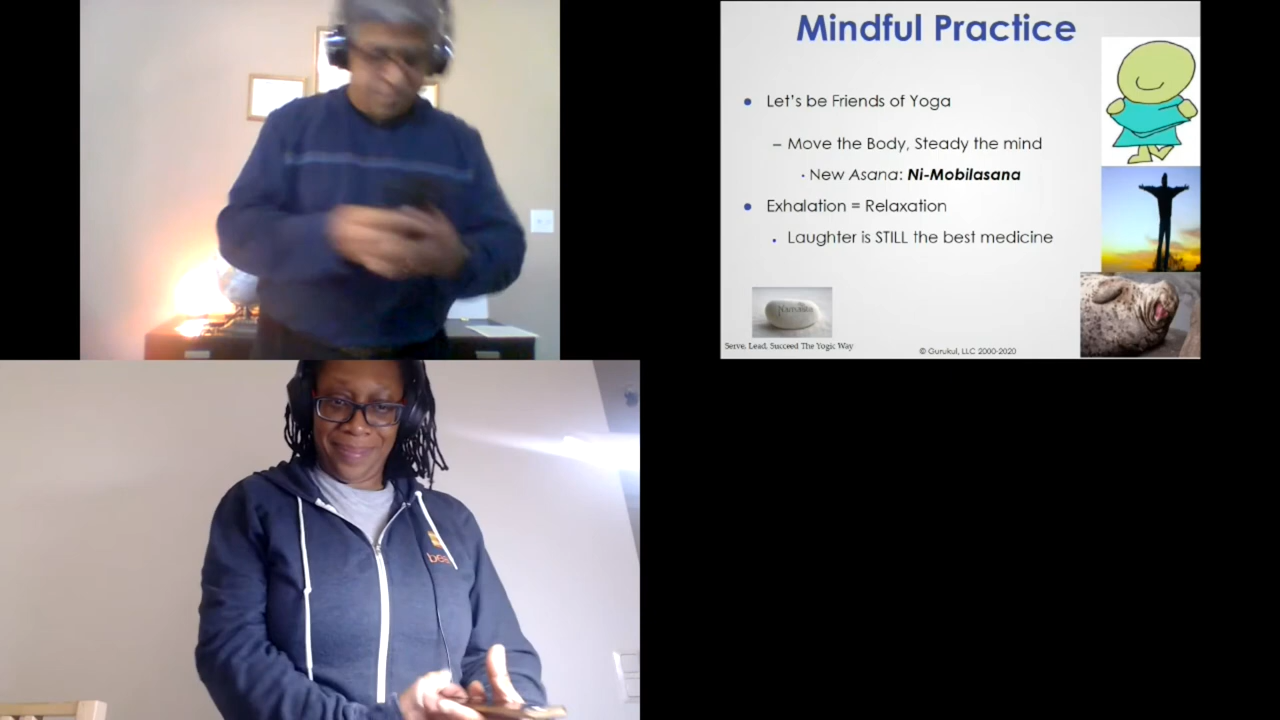 Mindful Practice
● Let's be Friends of Yoga
– Move the Body, Steady the mind
• New Asana: Ni-Mobilasana
● Exhalation = Relaxation
• Laughter is STILL the best medicine
Namaste
Serve, Lead, Succeed The Yogic Way
© Gurukul, LLC 2000-2020